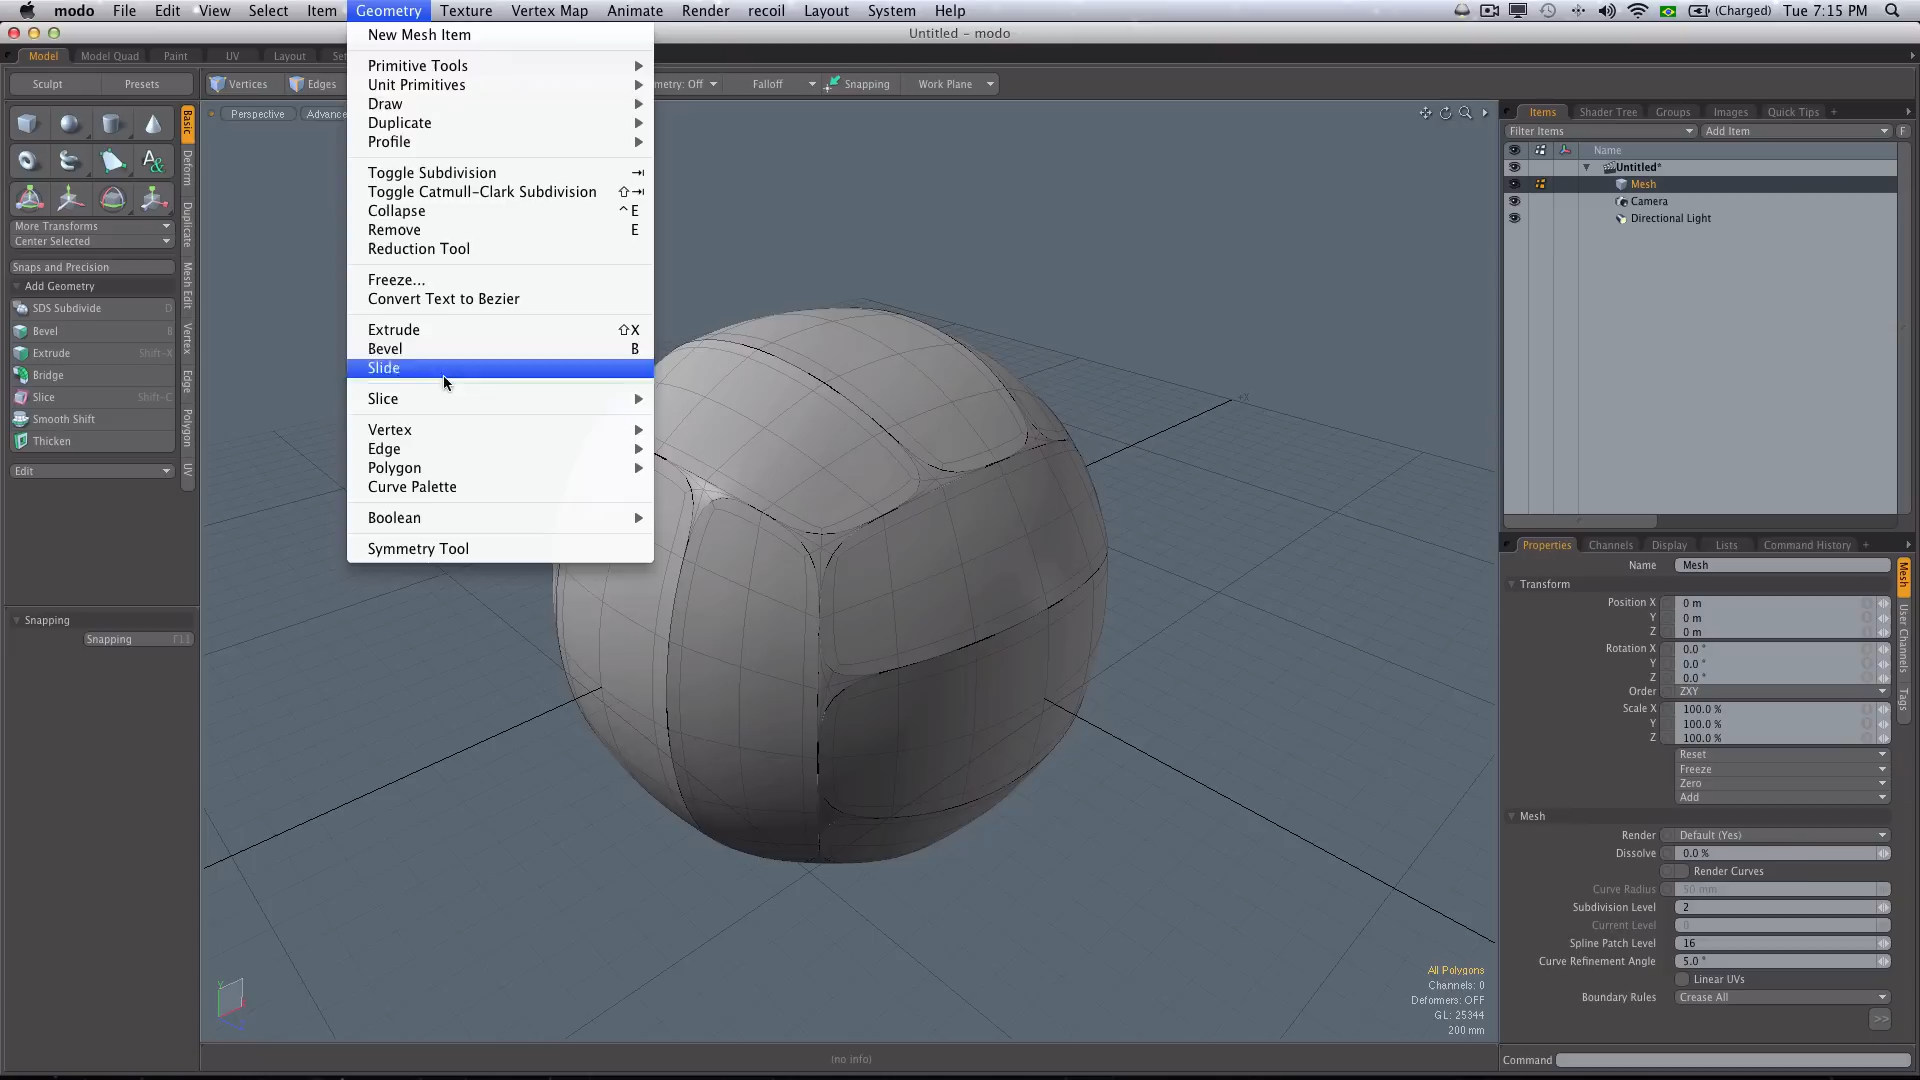 modo File Edit View Select Item Geometry Texture Vertex Map Animate Render recoil Layout System Help (Charged) Tue 7:15 PM
Untitled – modo
Model Model Quad Paint UV Layout
Sculpt Presets Vertices Edges Falloff Snapping Work Plane
Perspective
New Mesh Item
Primitive Tools
Unit Primitives
Draw
Duplicate
Profile
Toggle Subdivision ⇥
Toggle Catmull-Clark Subdivision ⇧⇥
Collapse ^E
Remove E
Reduction Tool
Freeze...
Convert Text to Bezier
Extrude ⇧X
Bevel B
Slide
Slice
Vertex
Edge
Polygon
Curve Palette
Boolean
Symmetry Tool
Basic
Deform
Duplicate
Mesh Edit
Vertex
Edge
Polygon
UV
More Transforms
Center Selected
Snaps and Precision
Add Geometry
SDS Subdivide D
Bevel B
Extrude Shift-X
Bridge
Slice Shift-C
Smooth Shift
Thicken
Edit
Snapping
Snapping F11
+X
All Polygons
Channels: 0
Deformers: OFF
GL: 25344
200 mm
(no info)
Items Shader Tree Groups Images Quick Tips +
Filter Items Add Item F
Name
Untitled*
Mesh
Camera
Directional Light
Properties Channels Display Lists Command History +
Name Mesh
Transform
Position X 0 m
Y 0 m
Z 0 m
Rotation X 0.0 °
Y 0.0 °
Z 0.0 °
Order ZXY
Scale X 100.0 %
Y 100.0 %
Z 100.0 %
Reset
Freeze
Zero
Add
Mesh
Render Default (Yes)
Dissolve 0.0 %
Render Curves
Curve Radius 50 mm
Subdivision Level 2
Current Level 0
Spline Patch Level 16
Curve Refinement Angle 5.0 °
Linear UVs
Boundary Rules Crease All
>>
Mesh
User Channels
Tags
Command